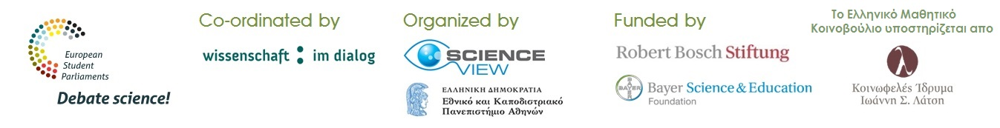 European
Student
Parliaments
Debate science!
Co-ordinated by
wissenschaft : im dialog
Organized by
SCIENCE
VIEW
ΕΛΛΗΝΙΚΗ ΔΗΜΟΚΡΑΤΙΑ
Εθνικό και Καποδιστριακό
Πανεπιστήμιο Αθηνών
Funded by
Robert Bosch Stiftung
BAYER
Bayer Science & Education
Foundation
Το Ελληνικό Μαθητικό
Κοινοβούλιο υποστηρίζεται απο
λ
Κοινωφελές Ίδρυμα
Ιωάννη Σ. Λάτση